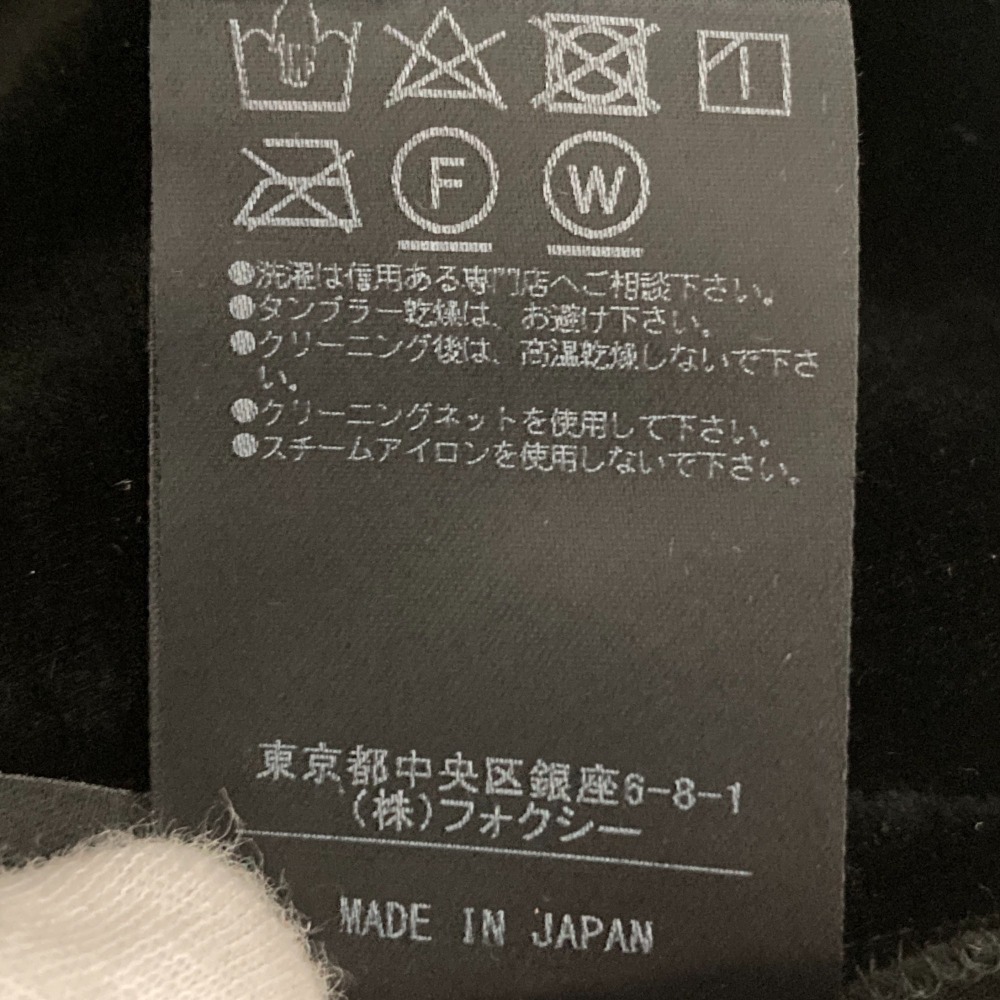 F W
●洗濯は信用ある専門店へご相談下さい。
●タンブラー乾燥は、お避け下さい。
●クリーニング後は、高温乾燥しないで下さ
い。
●クリーニングネットを使用して下さい。
●スチームアイロンを使用しないで下さい。
東京都中央区銀座6-8-1
(株)フォクシー
MADE IN JAPAN